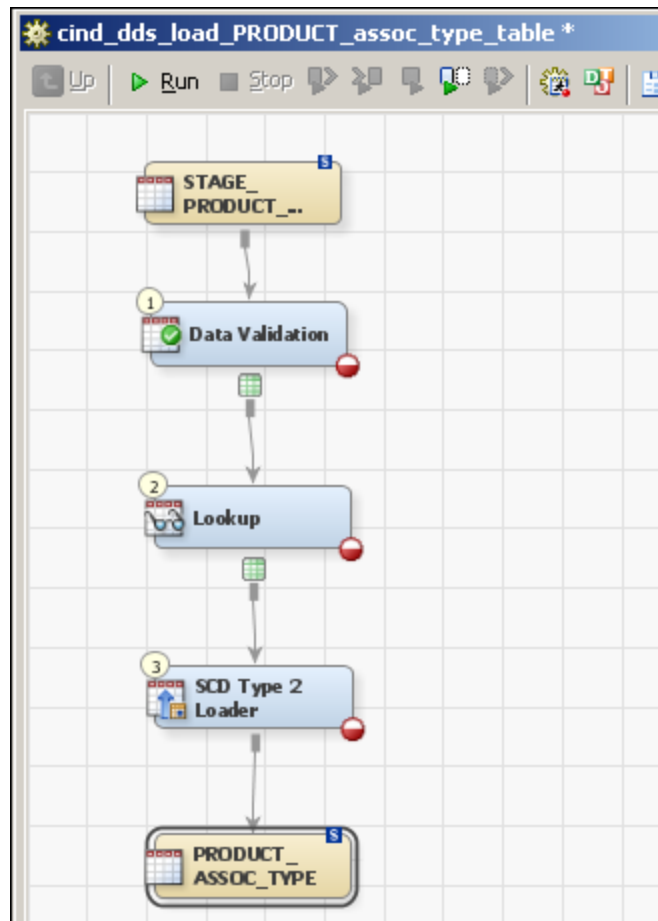 cind_dds_load_PRODUCT_assoc_type_table *
Up Run Stop
S
STAGE_
PRODUCT_...
1
Data Validation
2
Lookup
3
SCD Type 2
Loader
S
PRODUCT_
ASSOC_TYPE